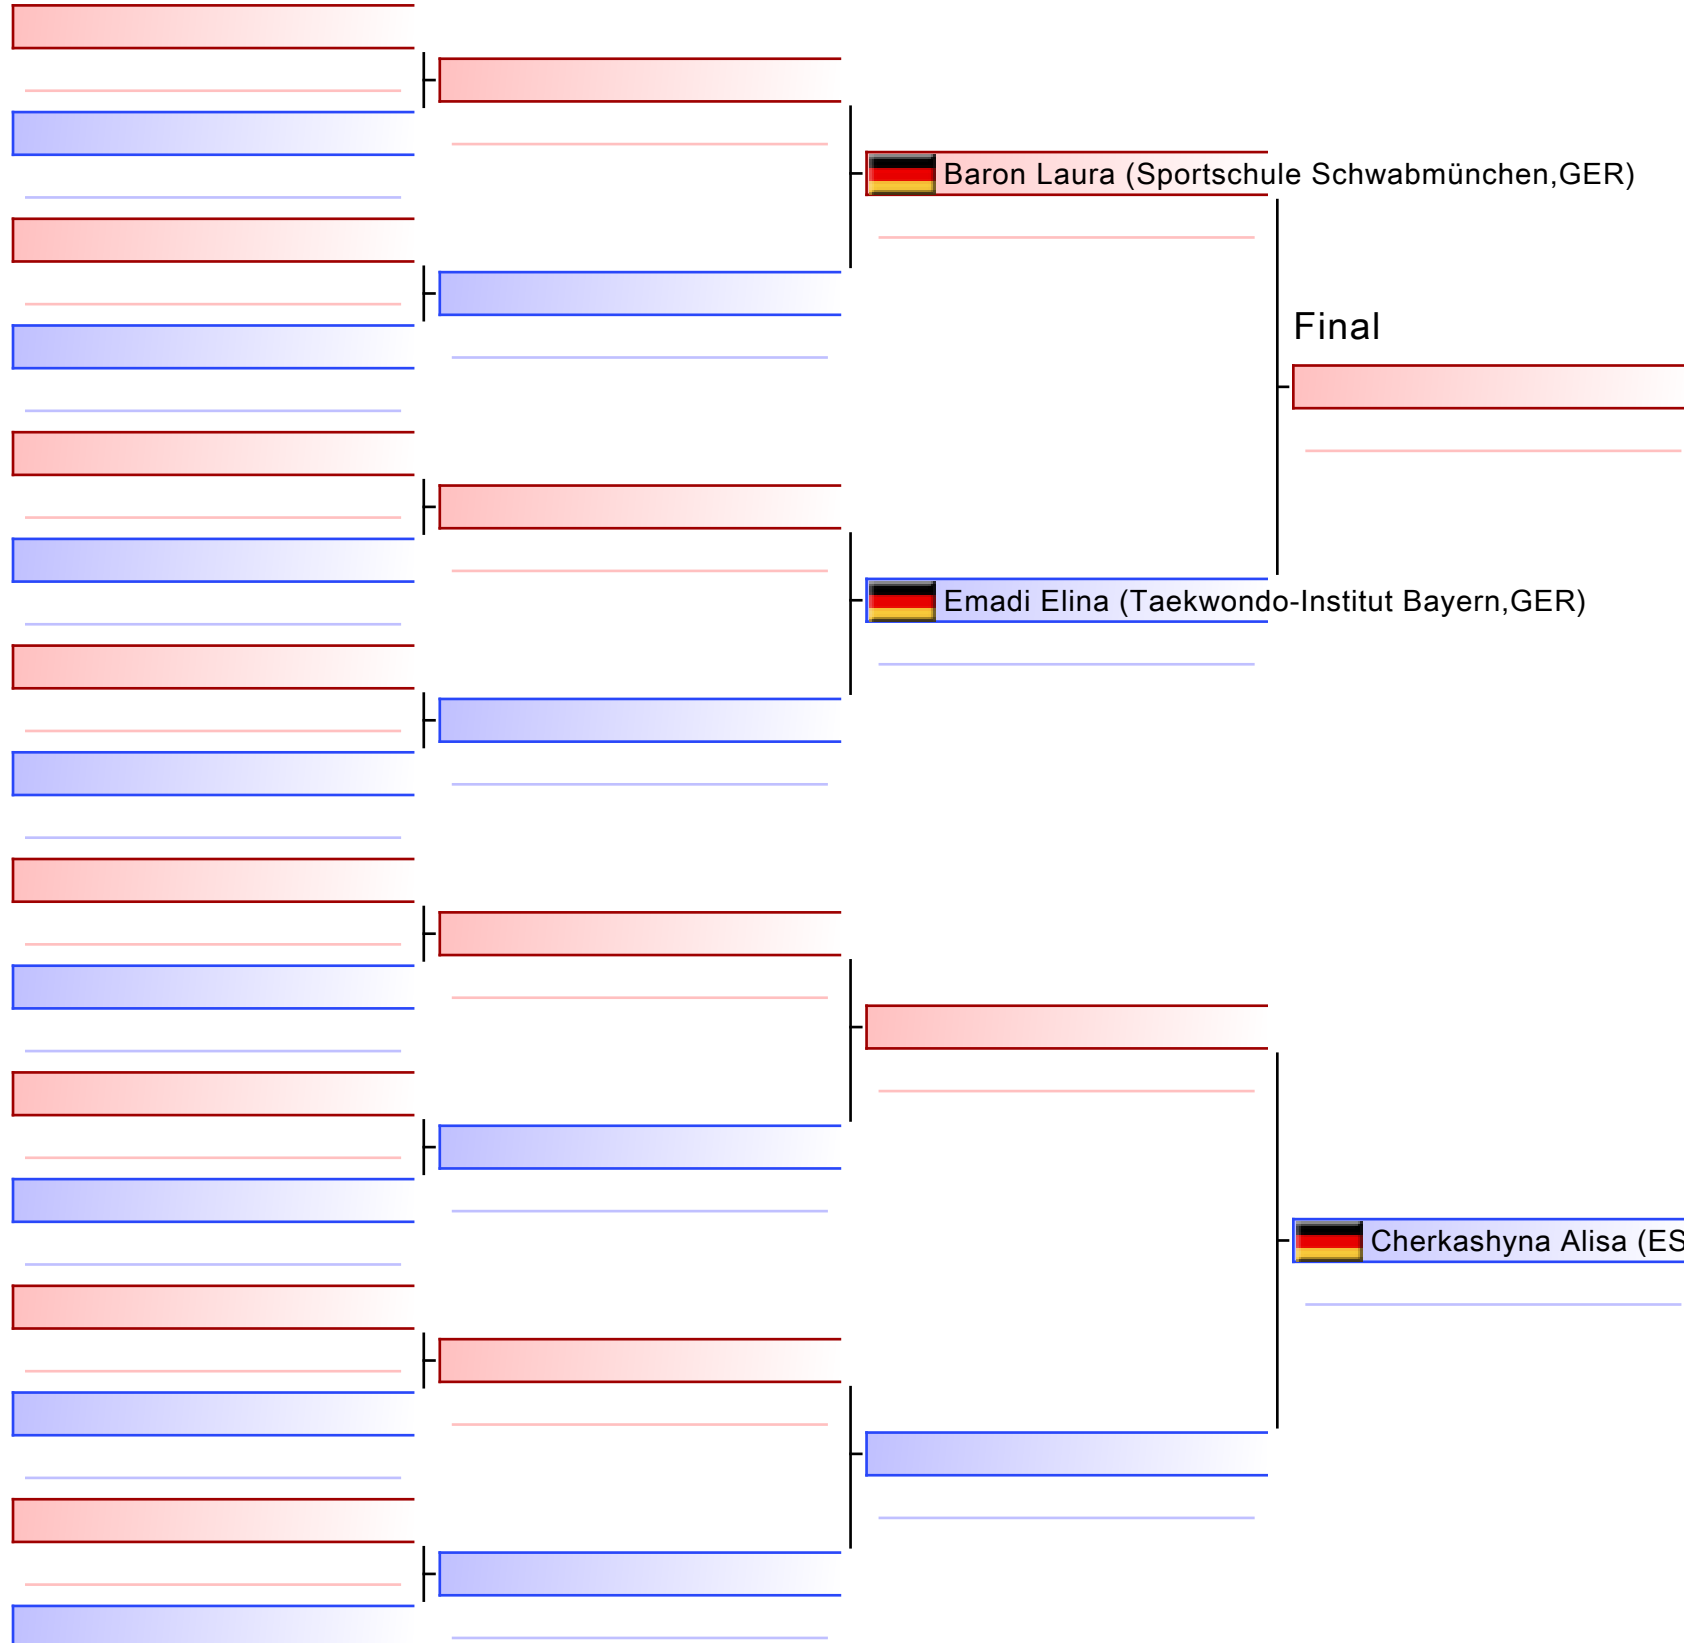 Baron Laura (Sportschule Schwabmünchen,GER)
Final
Emadi Elina (Taekwondo-Institut Bayern,GER)
Cherkashyna Alisa (ES